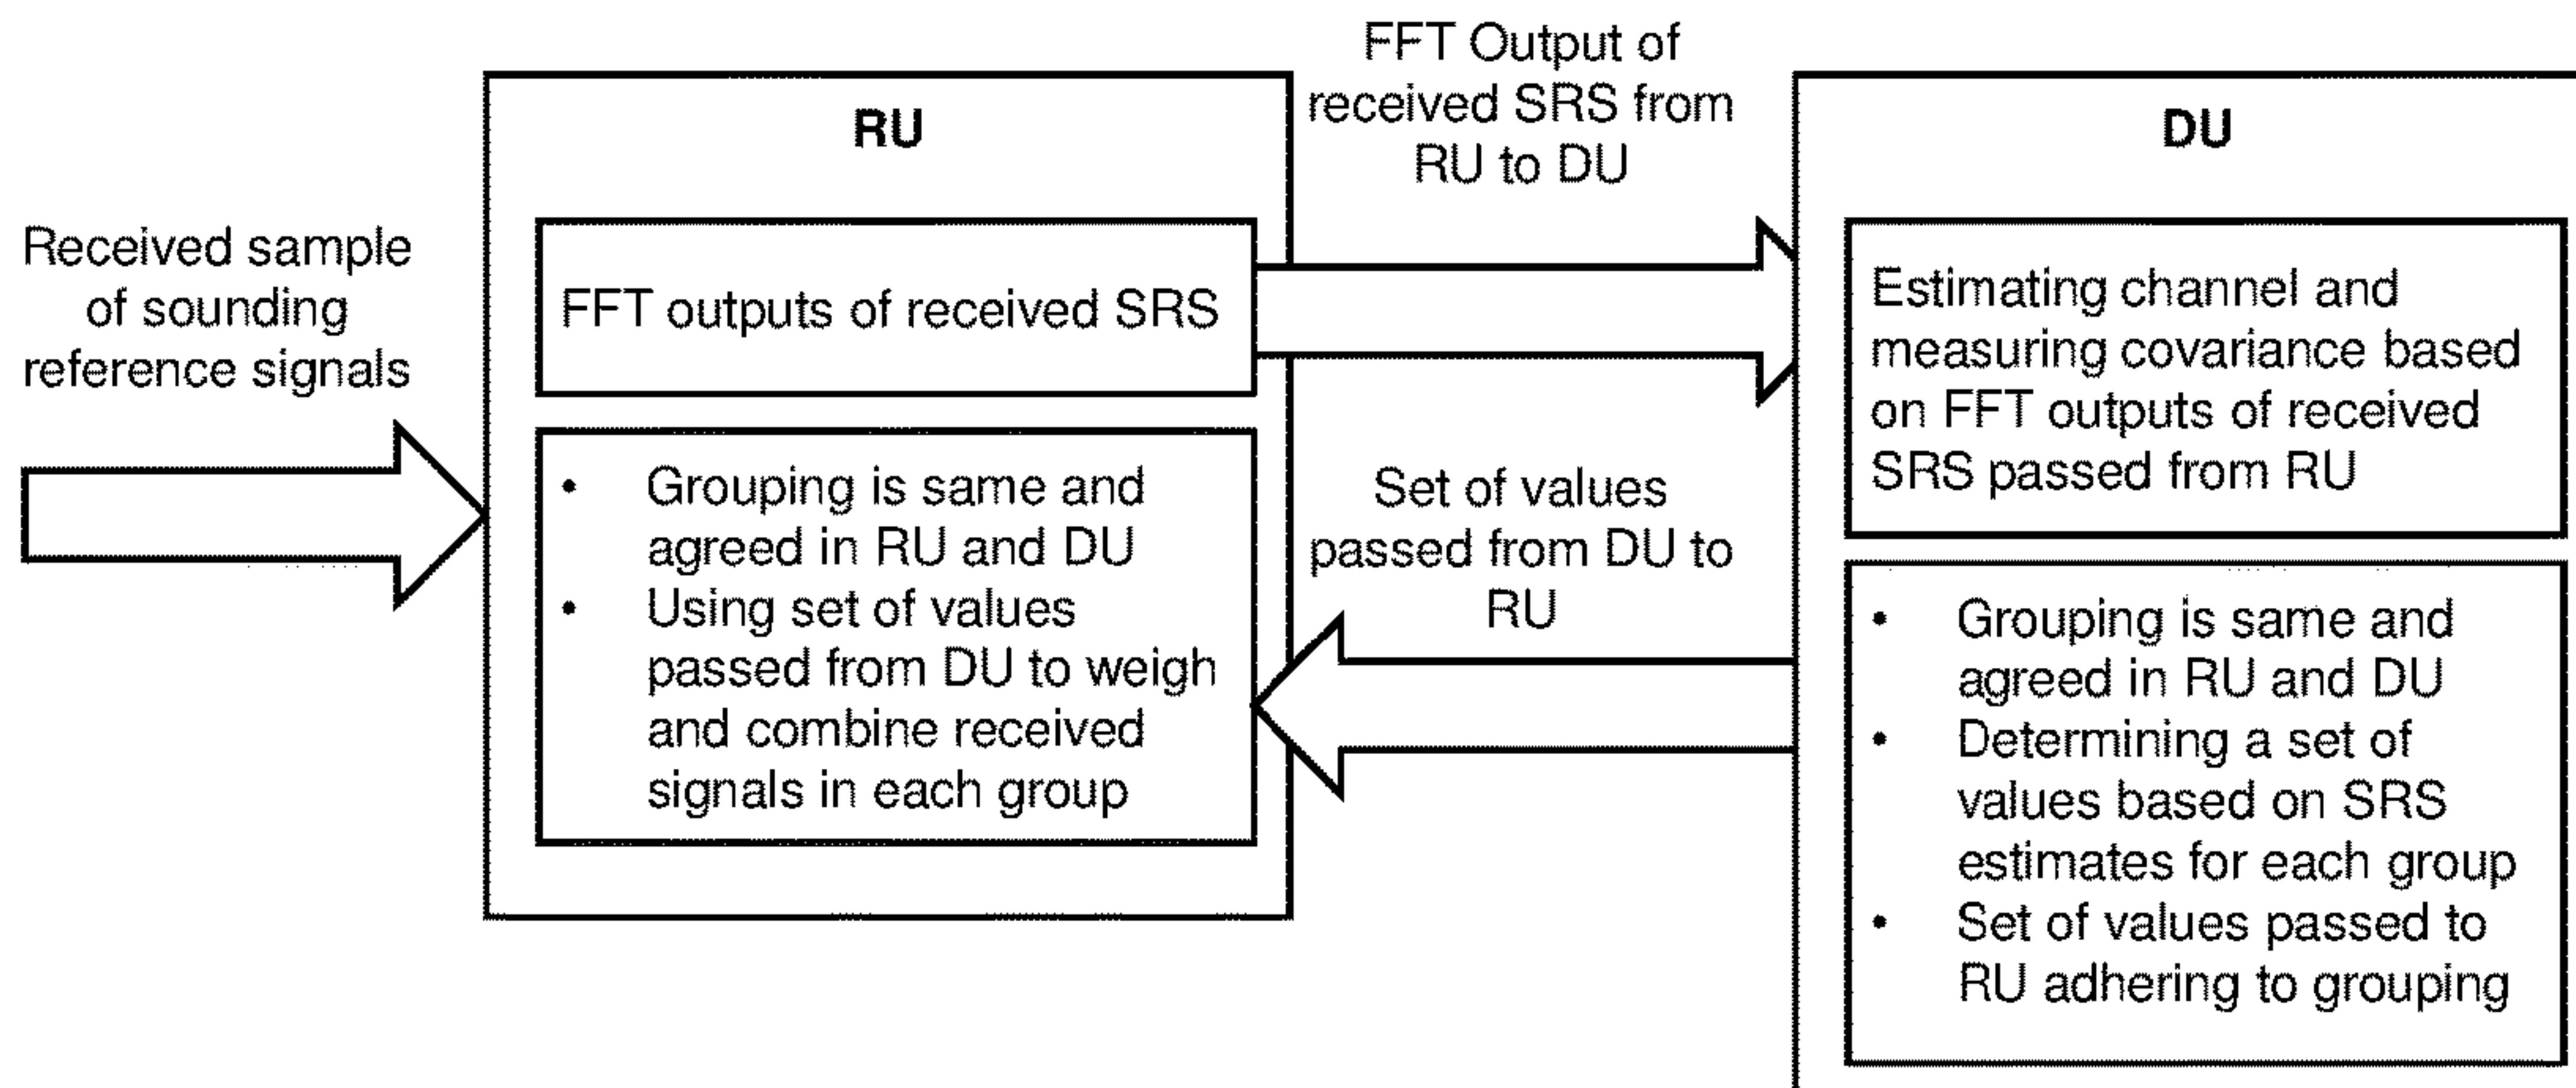 Received sample
of sounding
reference signals
RU
FFT outputs of received SRS
• Grouping is same and
agreed in RU and DU
• Using set of values
passed from DU to weigh
and combine received
signals in each group
FFT Output of
received SRS from
RU to DU
Set of values
passed from DU to
RU
DU
Estimating channel and
measuring covariance based
on FFT outputs of received
SRS passed from RU
• Grouping is same and
agreed in RU and DU
• Determining a set of
values based on SRS
estimates for each group
• Set of values passed to
RU adhering to grouping